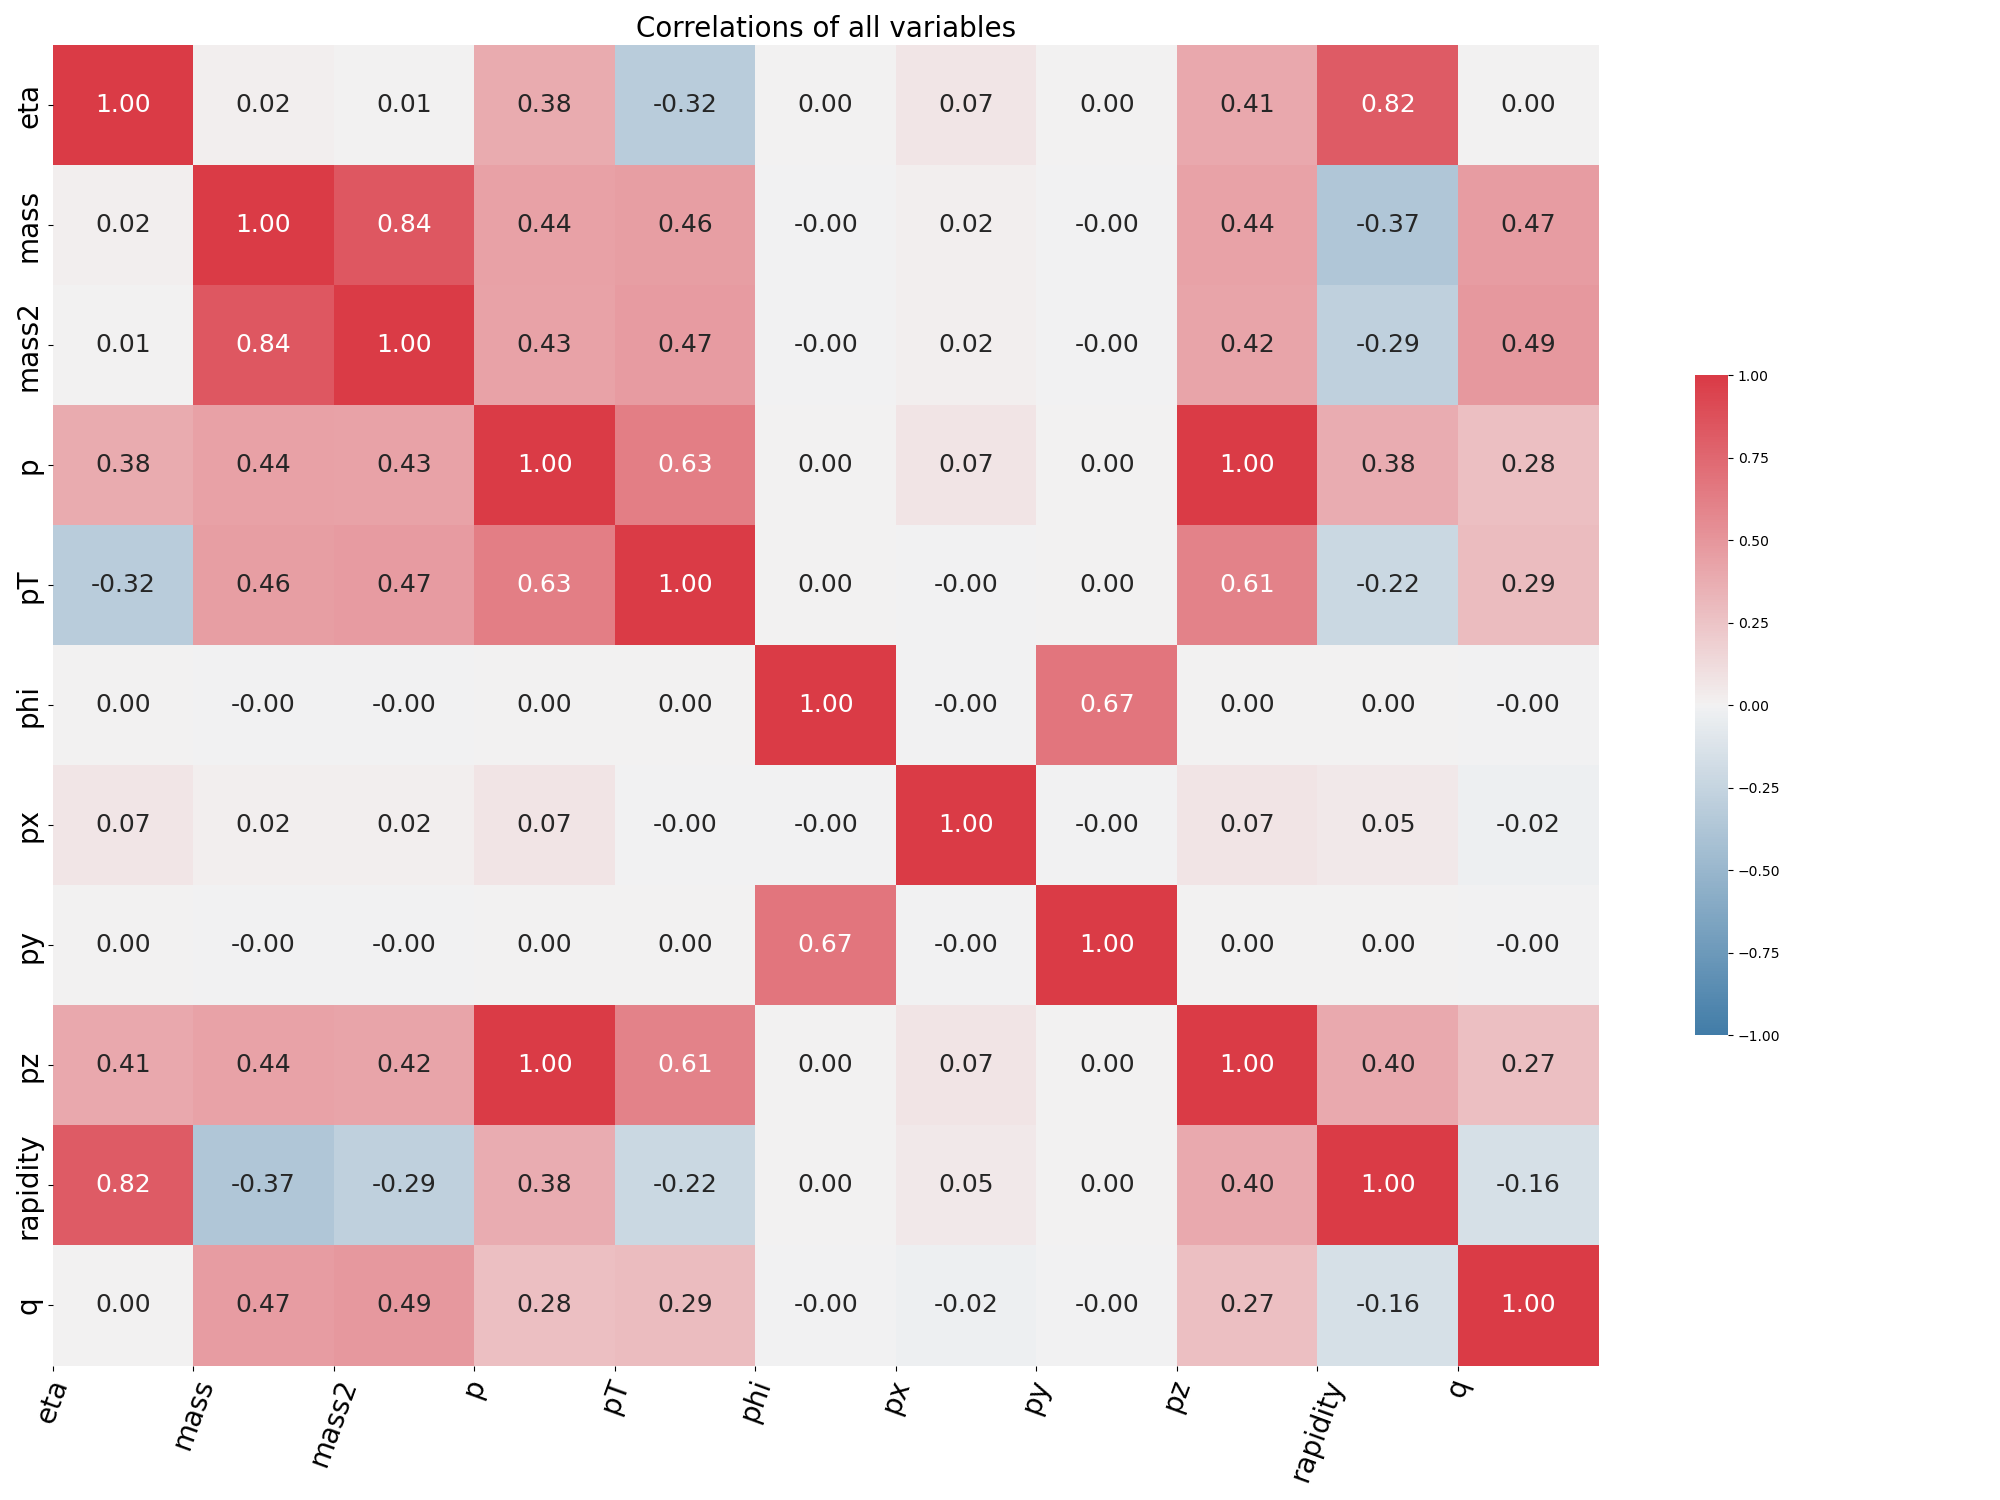 Correlations of all variables
eta 1.00 0.02 0.01 0.38 -0.32 0.00 0.07 0.00 0.41 0.82 0.00
mass 0.02 1.00 0.84 0.44 0.46 -0.00 0.02 -0.00 0.44 -0.37 0.47
mass2 0.01 0.84 1.00 0.43 0.47 -0.00 0.02 -0.00 0.42 -0.29 0.49
p 0.38 0.44 0.43 1.00 0.63 0.00 0.07 0.00 1.00 0.38 0.28
pT -0.32 0.46 0.47 0.63 1.00 0.00 -0.00 0.00 0.61 -0.22 0.29
phi 0.00 -0.00 -0.00 0.00 0.00 1.00 -0.00 0.67 0.00 0.00 -0.00
px 0.07 0.02 0.02 0.07 -0.00 -0.00 1.00 -0.00 0.07 0.05 -0.02
py 0.00 -0.00 -0.00 0.00 0.00 0.67 -0.00 1.00 0.00 0.00 -0.00
pz 0.41 0.44 0.42 1.00 0.61 0.00 0.07 0.00 1.00 0.40 0.27
rapidity 0.82 -0.37 -0.29 0.38 -0.22 0.00 0.05 0.00 0.40 1.00 -0.16
q 0.00 0.47 0.49 0.28 0.29 -0.00 -0.02 -0.00 0.27 -0.16 1.00
eta mass mass2 p pT phi px py pz rapidity q
1.00
0.75
0.50
0.25
0.00
−0.25
−0.50
−0.75
−1.00